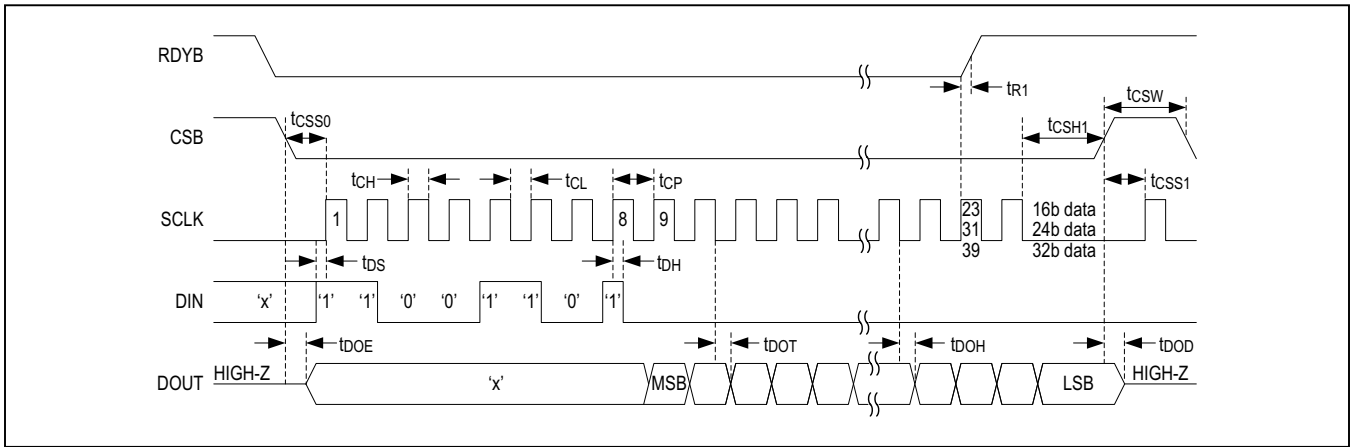 RDYB
tR1
tCSW
tCSS0
CSB
tCSH1
tCH
tCL
tCP
tCSS1
SCLK
1
8
9
23
16b data
31
24b data
39
32b data
tDS
tDH
DIN
'x' '1' '1' '0' '0' '1' '1' '0' '1'
tDOE
tDOT
tDOH
tDOD
DOUT
HIGH-Z
'x'
MSB
LSB
HIGH-Z